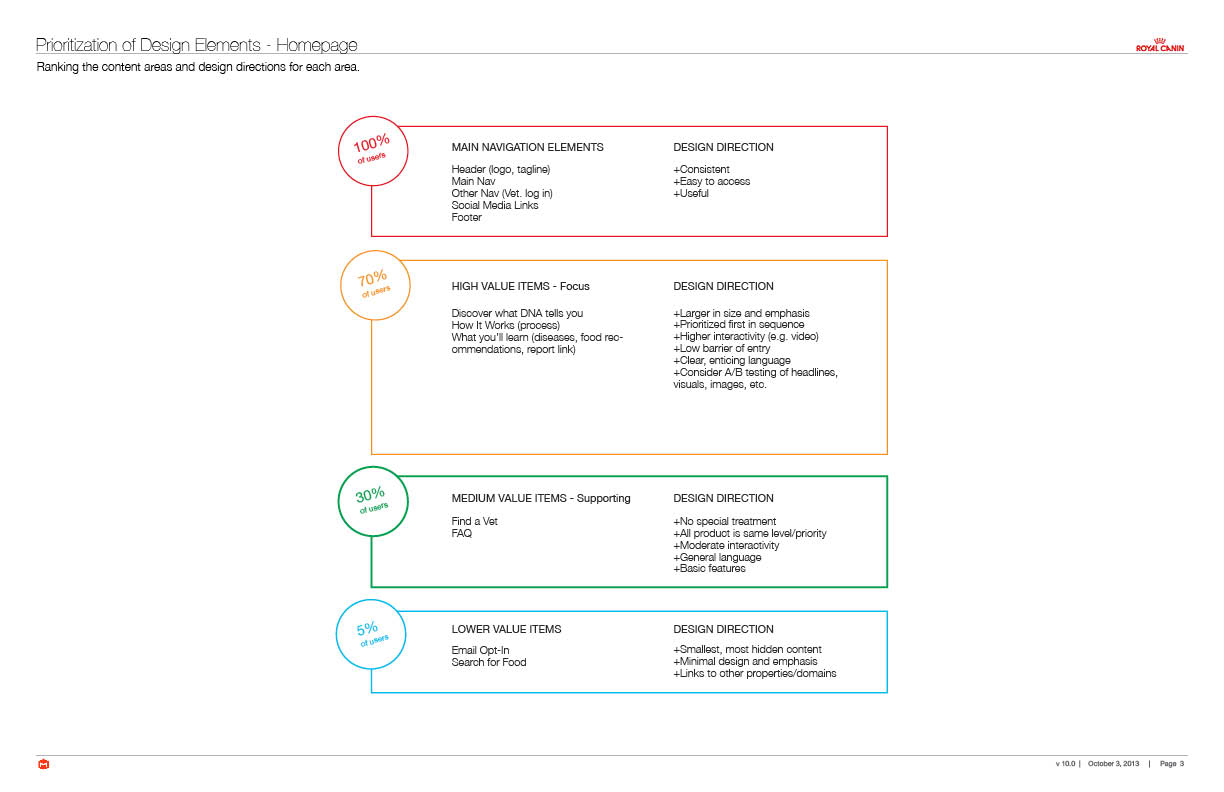 Prioritization of Design Elements - Homepage
ROYAL CANIN
Ranking the content areas and design directions for each area.
100%
of users
MAIN NAVIGATION ELEMENTS
Header (logo, tagline)
Main Nav
Other Nav (Vet. log in)
Social Media Links
Footer
DESIGN DIRECTION
+Consistent
+Easy to access
+Useful
70%
of users
HIGH VALUE ITEMS - Focus
Discover what DNA tells you
How It Works (process)
What you'll learn (diseases, food rec-
ommendations, report link)
DESIGN DIRECTION
+Larger in size and emphasis
+Prioritized first in sequence
+Higher interactivity (e.g. video)
+Low barrier of entry
+Clear, enticing language
+Consider A/B testing of headlines,
visuals, images, etc.
30%
of users
MEDIUM VALUE ITEMS - Supporting
Find a Vet
FAQ
DESIGN DIRECTION
+No special treatment
+All product is same level/priority
+Moderate interactivity
+General language
+Basic features
5%
of users
LOWER VALUE ITEMS
Email Opt-In
Search for Food
DESIGN DIRECTION
+Smallest, most hidden content
+Minimal design and emphasis
+Links to other properties/domains
v 10.0 | October 3, 2013 | Page 3